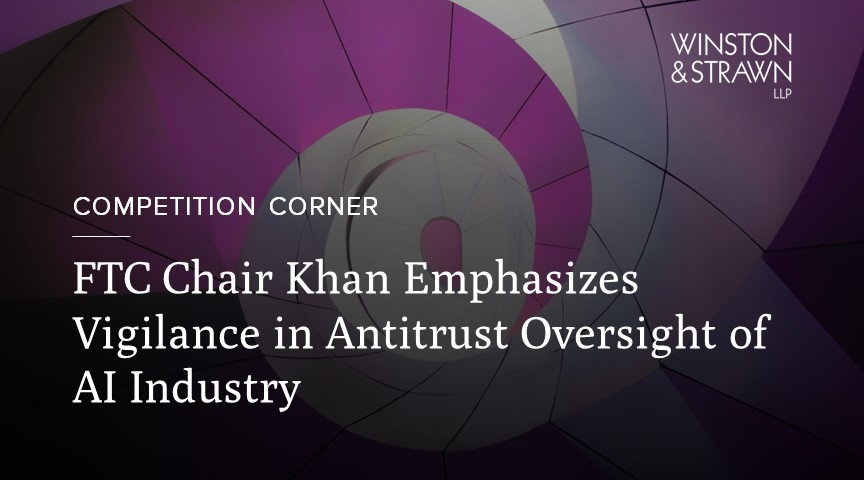 WINSTON
& STRAWN
LLP
COMPETITION CORNER
FTC Chair Khan Emphasizes
Vigilance in Antitrust Oversight of
AI Industry